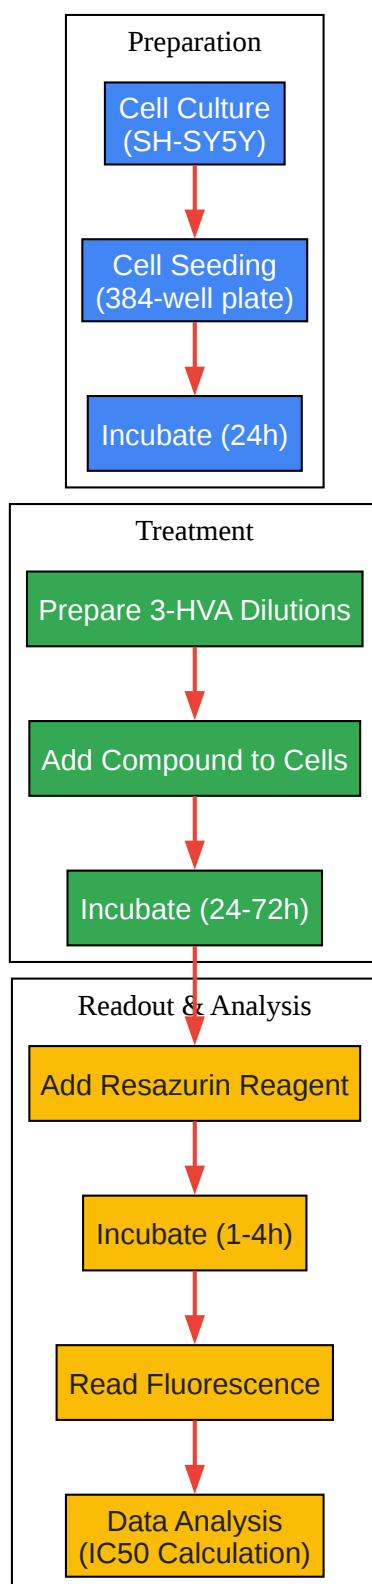 Preparation
Cell Culture
(SH-SY5Y)
Cell Seeding
(384-well plate)
Incubate (24h)
Treatment
Prepare 3-HVA Dilutions
Add Compound to Cells
Incubate (24-72h)
Readout & Analysis
Add Resazurin Reagent
Incubate (1-4h)
Read Fluorescence
Data Analysis
(IC50 Calculation)